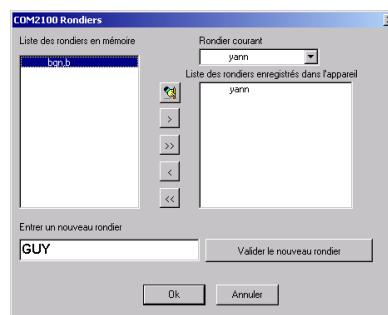 COM2100 Rondiers
Liste des rondiers en mémoire
Rondier courant
yann
Liste des rondiers enregistrés dans l'appareil
bqn,b
yann
>
>>
<
<<
Entrer un nouveau rondier
GUY
Valider le nouveau rondier
Ok
Annuler